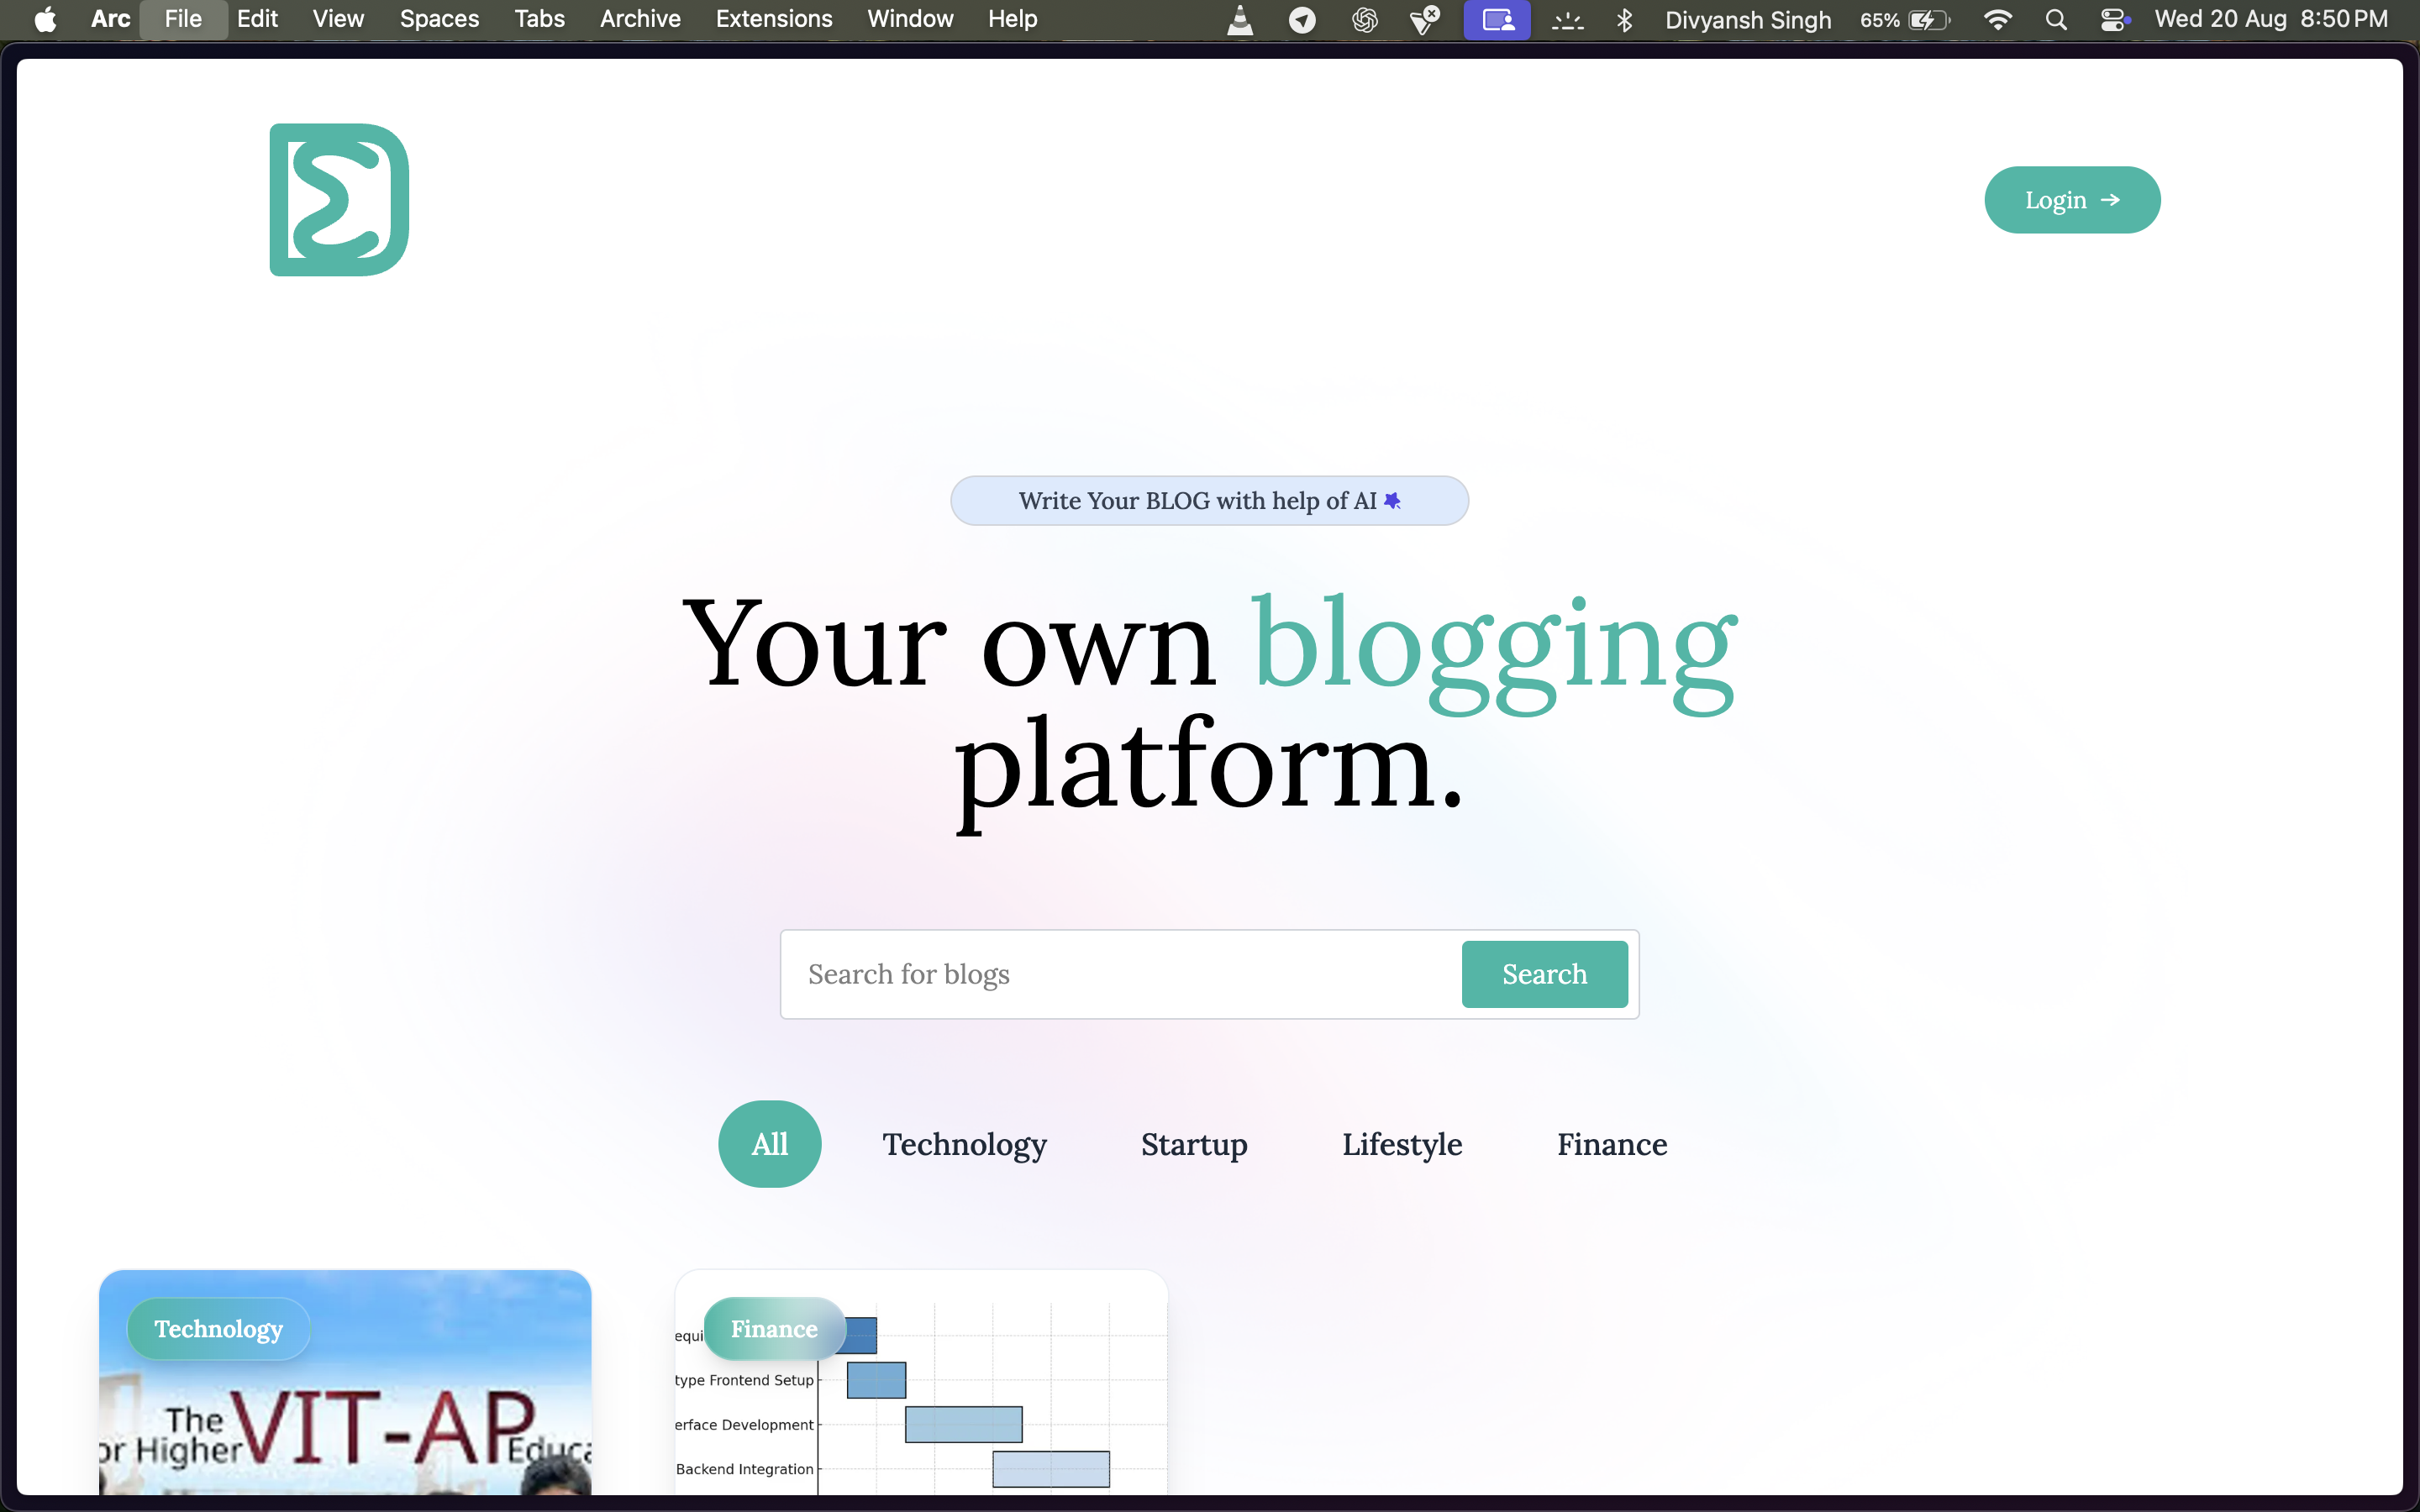 Arc File Edit View Spaces Tabs Archive Extensions Window Help Divyansh Singh 65% Wed 20 Aug 8:50 PM
Login →
Write Your BLOG with help of AI
Your own blogging
platform.
Search for blogs
Search
All Technology Startup Lifestyle Finance
Technology
The VIT-AP
or Higher Educa
Finance
equi
type Frontend Setup
erface Development
Backend Integration